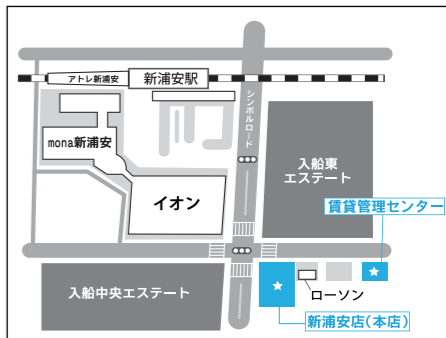 アトレ新浦安
新浦安駅
シンボルロード
mona新浦安
入船東
エステート
イオン
賃貸管理センター
入船中央エステート
ローソン
新浦安店(本店)